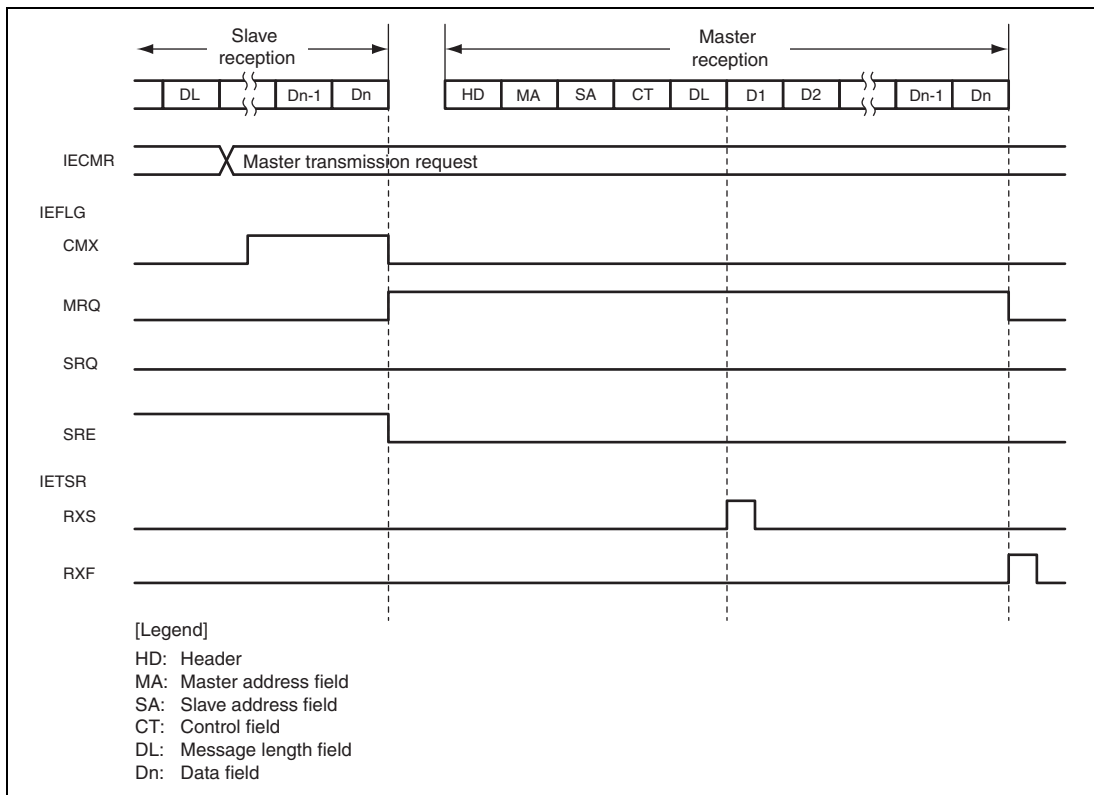 Slave
reception
Master
reception
DL Dn-1 Dn HD MA SA CT DL D1 D2 Dn-1 Dn
IECMR Master transmission request
IEFLG
CMX
MRQ
SRQ
SRE
IETSR
RXS
RXF
[Legend]
HD: Header
MA: Master address field
SA: Slave address field
CT: Control field
DL: Message length field
Dn: Data field